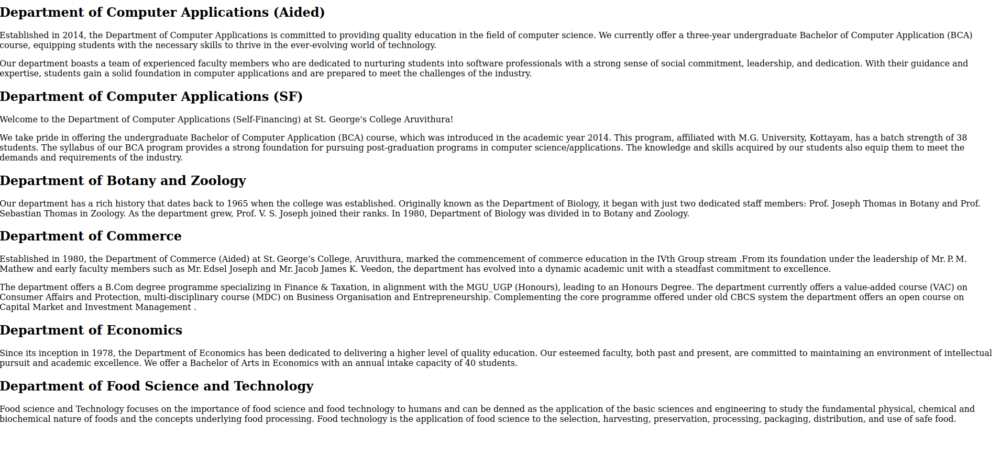 Department of Computer Applications (Aided)
Established in 2014, the Department of Computer Applications is committed to providing quality education in the field of computer science. We currently offer a three-year undergraduate Bachelor of Computer Application (BCA)
course, equipping students with the necessary skills to thrive in the ever-evolving world of technology.
Our department boasts a team of experienced faculty members who are dedicated to nurturing students into software professionals with a strong sense of social commitment, leadership, and dedication. With their guidance and
expertise, students gain a solid foundation in computer applications and are prepared to meet the challenges of the industry.
Department of Computer Applications (SF)
Welcome to the Department of Computer Applications (Self-Financing) at St. George's College Aruvithura!
We take pride in offering the undergraduate Bachelor of Computer Application (BCA) course, which was introduced in the academic year 2014. This program, affiliated with M.G. University, Kottayam, has a batch strength of 38
students. The syllabus of our BCA program provides a strong foundation for pursuing post-graduation programs in computer science/applications. The knowledge and skills acquired by our students also equip them to meet the
demands and requirements of the industry.
Department of Botany and Zoology
Our department has a rich history that dates back to 1965 when the college was established. Originally known as the Department of Biology, it began with just two dedicated staff members: Prof. Joseph Thomas in Botany and Prof.
Sebastian Thomas in Zoology. As the department grew, Prof. V. S. Joseph joined their ranks. In 1980, Department of Biology was divided in to Botany and Zoology.
Department of Commerce
Established in 1980, the Department of Commerce (Aided) at St. George’s College, Aruvithura, marked the commencement of commerce education in the IVth Group stream .From its foundation under the leadership of Mr. P. M.
Mathew and early faculty members such as Mr. Edsel Joseph and Mr. Jacob James K. Veedon, the department has evolved into a dynamic academic unit with a steadfast commitment to excellence.
The department offers a B.Com degree programme specializing in Finance & Taxation, in alignment with the MGU_UGP (Honours), leading to an Honours Degree. The department currently offers a value-added course (VAC) on
Consumer Affairs and Protection, multi-disciplinary course (MDC) on Business Organisation and Entrepreneurship. Complementing the core programme offered under old CBCS system the department offers an open course on
Capital Market and Investment Management .
Department of Economics
Since its inception in 1978, the Department of Economics has been dedicated to delivering a higher level of quality education. Our esteemed faculty, both past and present, are committed to maintaining an environment of intellectual
pursuit and academic excellence. We offer a Bachelor of Arts in Economics with an annual intake capacity of 40 students.
Department of Food Science and Technology
Food science and Technology focuses on the importance of food science and food technology to humans and can be denned as the application of the basic sciences and engineering to study the fundamental physical, chemical and
biochemical nature of foods and the concepts underlying food processing. Food technology is the application of food science to the selection, harvesting, preservation, processing, packaging, distribution, and use of safe food.